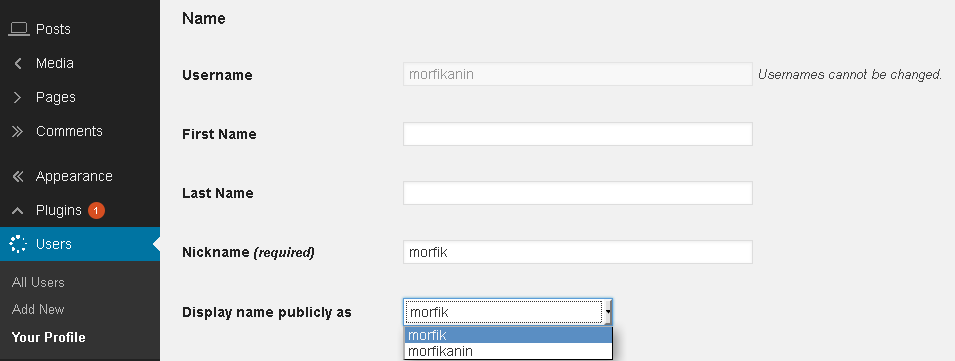 Posts
Media
Pages
Comments
Appearance
Plugins 1
Users
All Users
Add New
Your Profile
Name
Username morfikanin Usernames cannot be changed.
First Name
Last Name
Nickname (required) morfik
Display name publicly as morfik
morfik
morfikanin